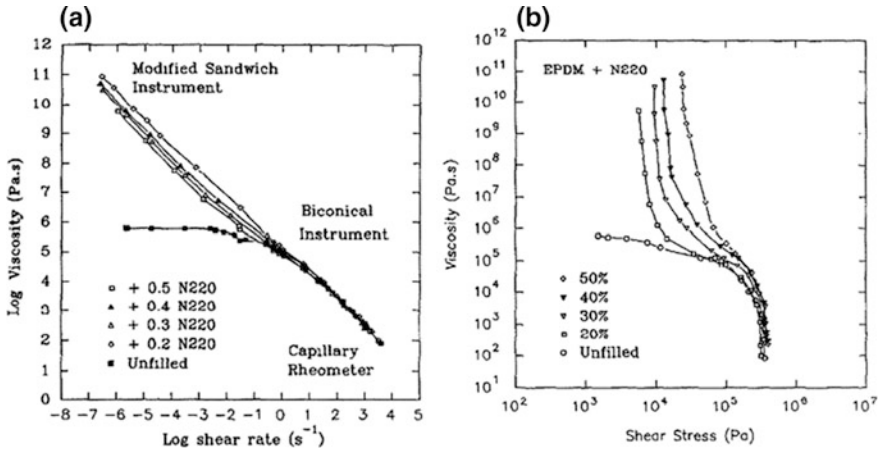 (a)
12
11
10
9
8
7
6
5
4
3
2
1
0
Log Viscosity (Pa.s)
Modified Sandwich
Instrument
Biconical
Instrument
Capillary
Rheometer
+ 0.5 N220
+ 0.4 N220
+ 0.3 N220
+ 0.2 N220
Unfilled
-8 -7 -6 -5 -4 -3 -2 -1 0 1 2 3 4 5
Log shear rate (s⁻¹)
(b)
10¹²
10¹¹
10¹⁰
10⁹
10⁸
10⁷
10⁶
10⁵
10⁴
10³
10²
10¹
Viscosity (Pa.s)
EPDM + N220
50%
40%
30%
20%
Unfilled
10² 10³ 10⁴ 10⁵ 10⁶ 10⁷
Shear Stress (Pa)